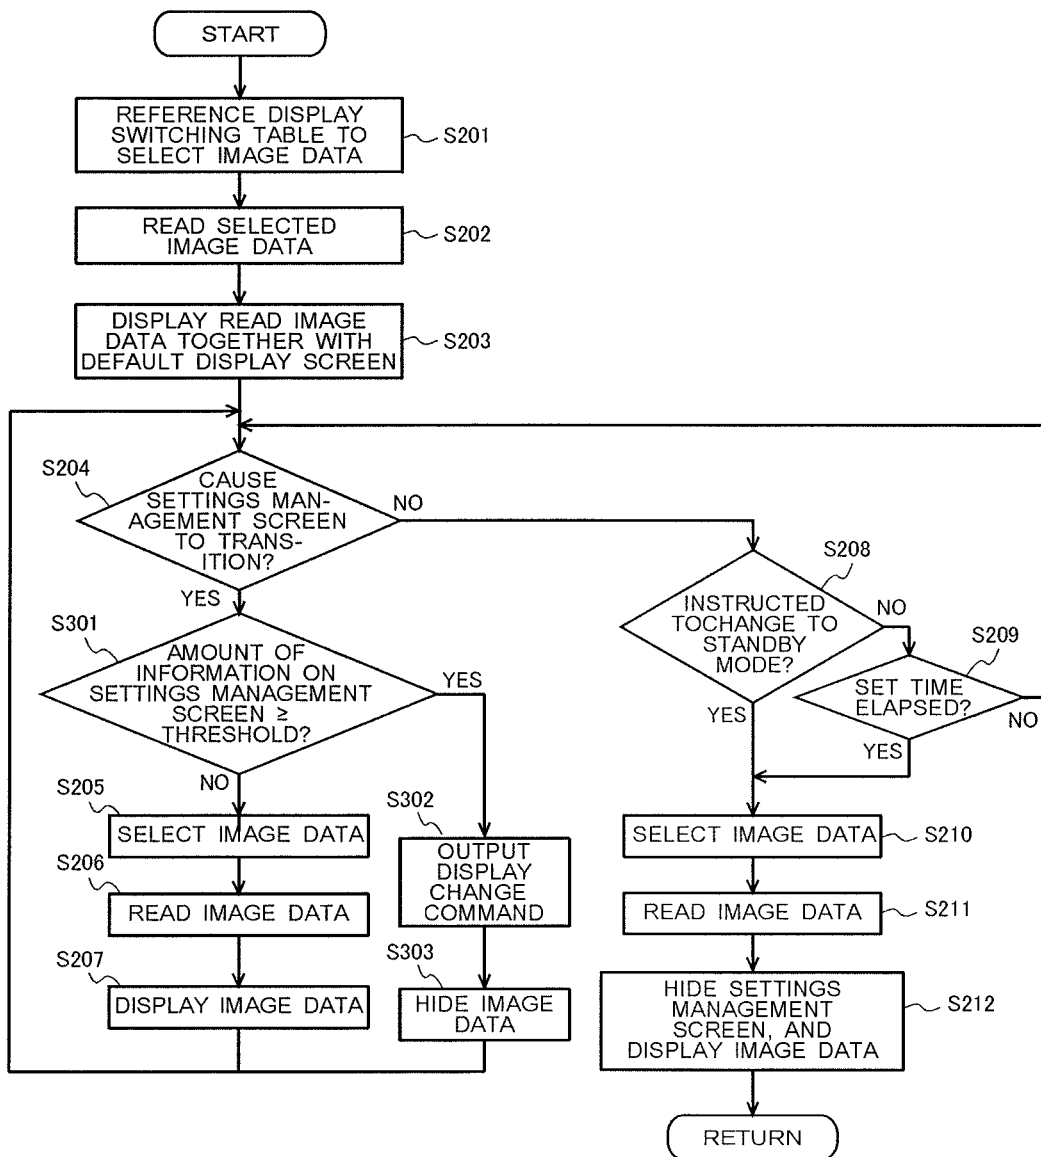 START
REFERENCE DISPLAY
SWITCHING TABLE TO
SELECT IMAGE DATA
S201
READ SELECTED
IMAGE DATA
S202
DISPLAY READ IMAGE
DATA TOGETHER WITH
DEFAULT DISPLAY SCREEN
S203
S204
CAUSE
SETTINGS MAN-
AGEMENT SCREEN
TO TRANS-
ITION?
NO
YES
S301
AMOUNT OF
INFORMATION ON
SETTINGS MANAGEMENT
SCREEN ≥
THRESHOLD?
YES
NO
S205
SELECT IMAGE DATA
S206
READ IMAGE DATA
S207
DISPLAY IMAGE DATA
S302
OUTPUT
DISPLAY
CHANGE
COMMAND
S303
HIDE IMAGE
DATA
S208
INSTRUCTED
TOCHANGE TO
STANDBY
MODE?
NO
YES
S209
SET TIME
ELAPSED?
NO
YES
SELECT IMAGE DATA
S210
READ IMAGE DATA
S211
HIDE SETTINGS
MANAGEMENT
SCREEN, AND
DISPLAY IMAGE DATA
S212
RETURN